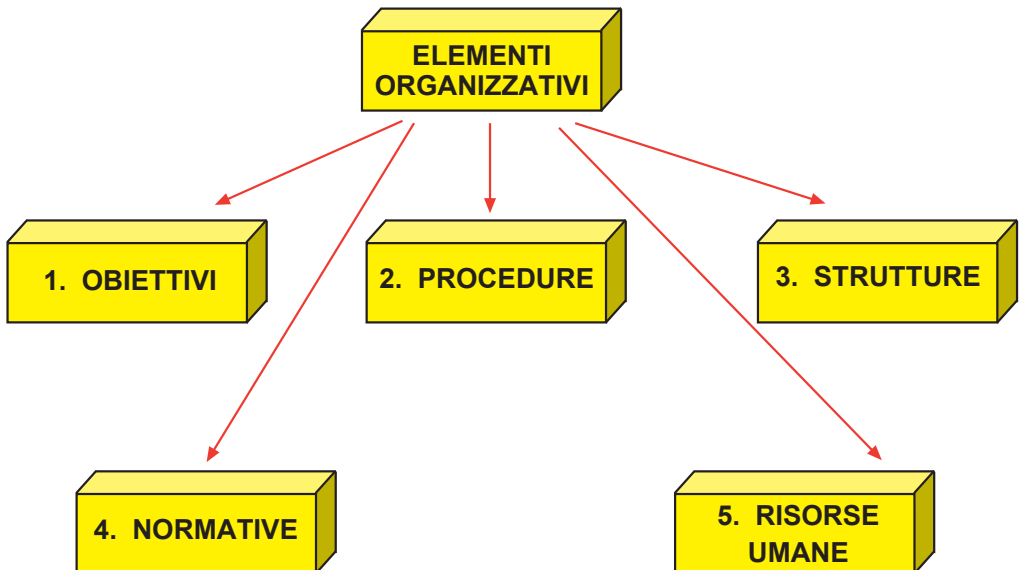 ELEMENTI
ORGANIZZATIVI
1. OBIETTIVI
2. PROCEDURE
3. STRUTTURE
4. NORMATIVE
5. RISORSE
UMANE